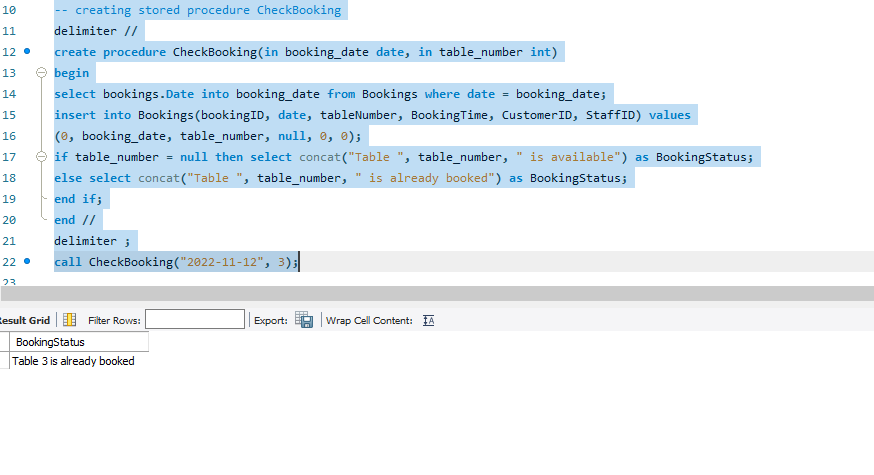 10 -- creating stored procedure CheckBooking
11 delimiter //
12 create procedure CheckBooking(in booking_date date, in table_number int)
13 begin
14 select bookings.Date into booking_date from Bookings where date = booking_date;
15 insert into Bookings(bookingID, date, tableNumber, BookingTime, CustomerID, StaffID) values
16 (0, booking_date, table_number, null, 0, 0);
17 if table_number = null then select concat("Table ", table_number, " is available") as BookingStatus;
18 else select concat("Table ", table_number, " is already booked") as BookingStatus;
19 end if;
20 end //
21 delimiter ;
22 call CheckBooking("2022-11-12", 3);
23
Result Grid Filter Rows: Export: Wrap Cell Content:
BookingStatus
Table 3 is already booked